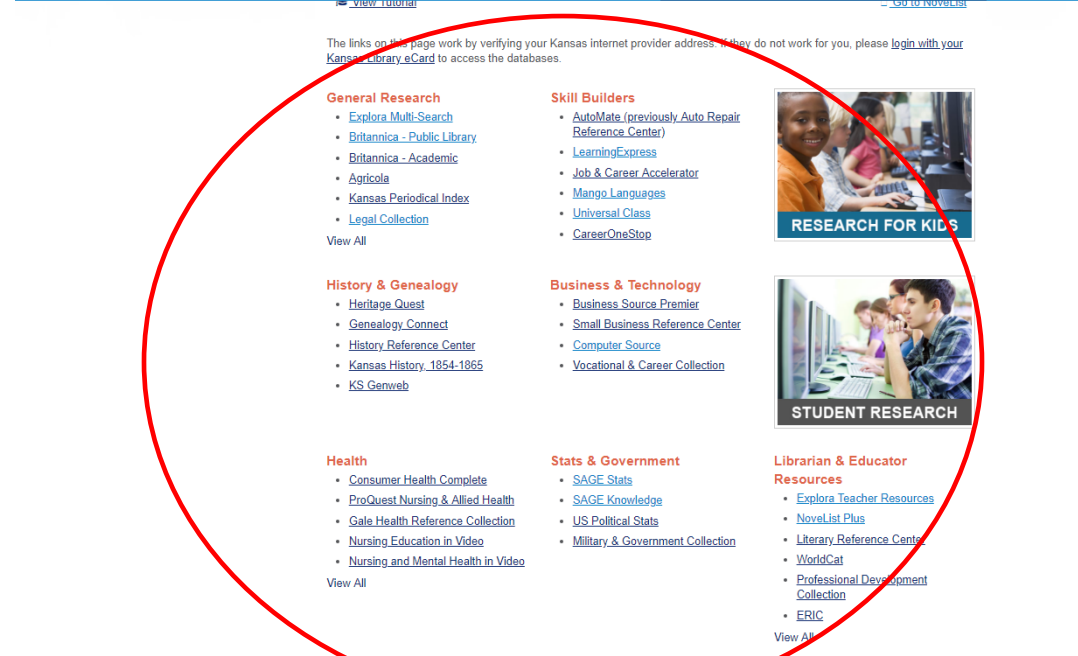 View Tutorial
Go to NoveList
The links on this page work by verifying your Kansas internet provider address. If they do not work for you, please login with your
Kansas Library eCard to access the databases.
General Research
Explora Multi-Search
Britannica - Public Library
Britannica - Academic
Agricola
Kansas Periodical Index
Legal Collection
View All
Skill Builders
AutoMate (previously Auto Repair
Reference Center)
LearningExpress
Job & Career Accelerator
Mango Languages
Universal Class
CareerOneStop
RESEARCH FOR KIDS
History & Genealogy
Heritage Quest
Genealogy Connect
History Reference Center
Kansas History, 1854-1865
KS Genweb
Business & Technology
Business Source Premier
Small Business Reference Center
Computer Source
Vocational & Career Collection
STUDENT RESEARCH
Health
Consumer Health Complete
ProQuest Nursing & Allied Health
Gale Health Reference Collection
Nursing Education in Video
Nursing and Mental Health in Video
View All
Stats & Government
SAGE Stats
SAGE Knowledge
US Political Stats
Military & Government Collection
Librarian & Educator
Resources
Explora Teacher Resources
NoveList Plus
Literary Reference Center
WorldCat
Professional Development
Collection
ERIC
View All